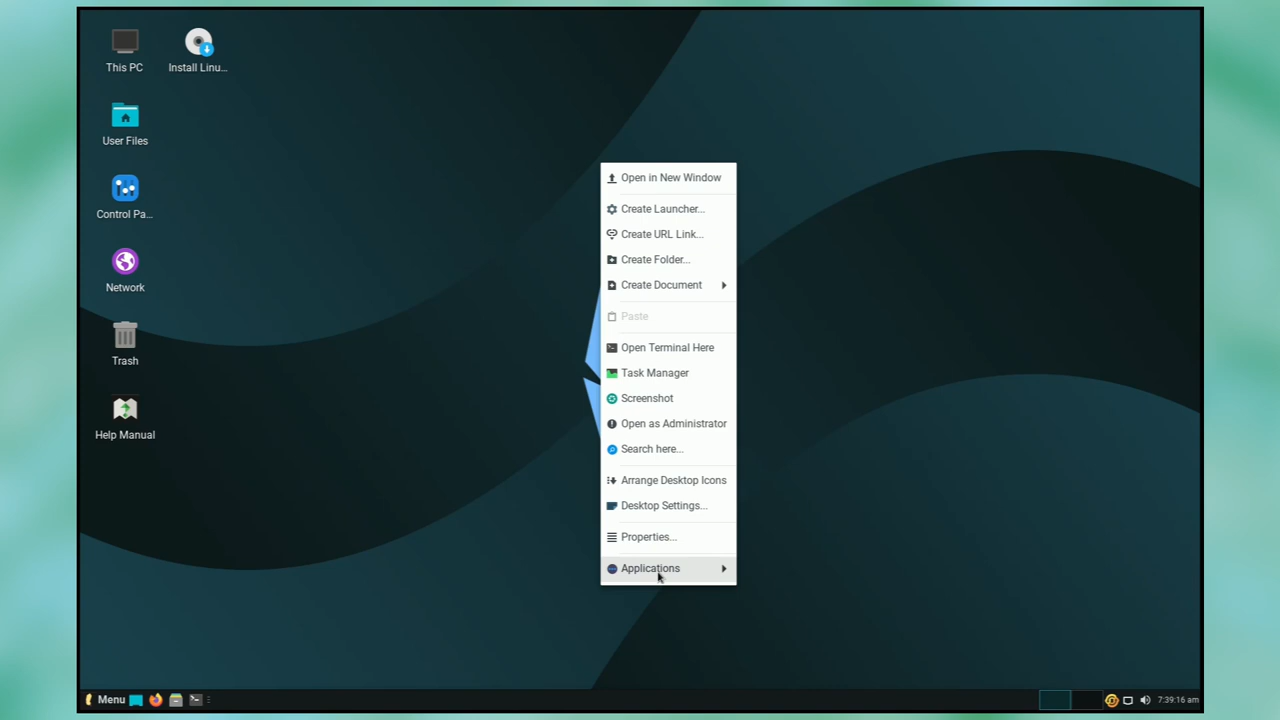 This PC
Install Linu...
User Files
Control Pa...
Network
Trash
Help Manual
Open in New Window
Create Launcher...
Create URL Link...
Create Folder...
Create Document
Paste
Open Terminal Here
Task Manager
Screenshot
Open as Administrator
Search here...
Arrange Desktop Icons
Desktop Settings...
Properties...
Applications
Menu
7:39:16 am